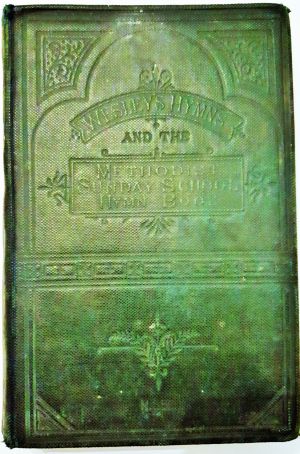 WESLEY'S HYMNS
AND THE
METHODIST
SUNDAY SCHOOL
HYMN BOOK